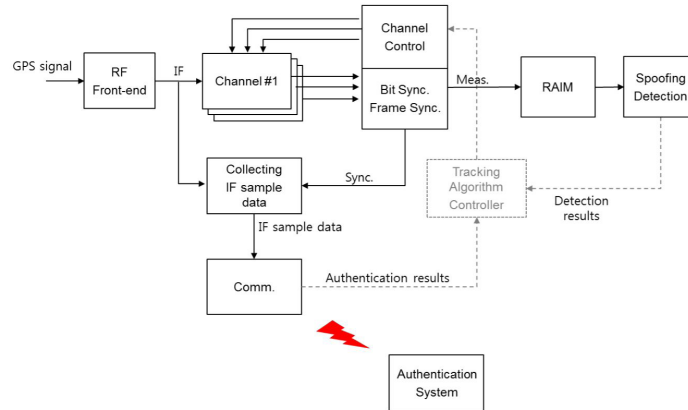 Channel
Control
GPS signal
RF
Front-end
IF
Channel #1
Bit Sync.
Frame Sync.
Meas.
RAIM
Spoofing
Detection
Collecting
IF sample
data
Sync.
Tracking
Algorithm
Controller
Detection
results
IF sample data
Comm.
Authentication results
Authentication
System